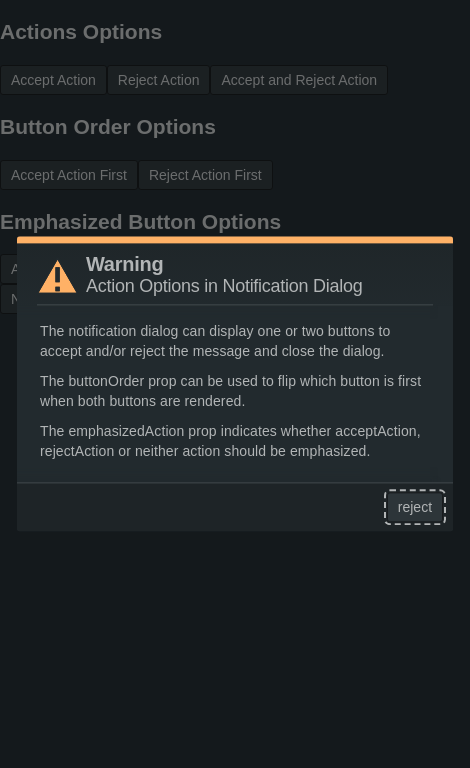 Actions Options
Accept Action
Reject Action
Accept and Reject Action
Button Order Options
Accept Action First
Reject Action First
Emphasized Button Options
Warning
Action Options in Notification Dialog
The notification dialog can display one or two buttons to
accept and/or reject the message and close the dialog.
The buttonOrder prop can be used to flip which button is first
when both buttons are rendered.
The emphasizedAction prop indicates whether acceptAction,
rejectAction or neither action should be emphasized.
reject